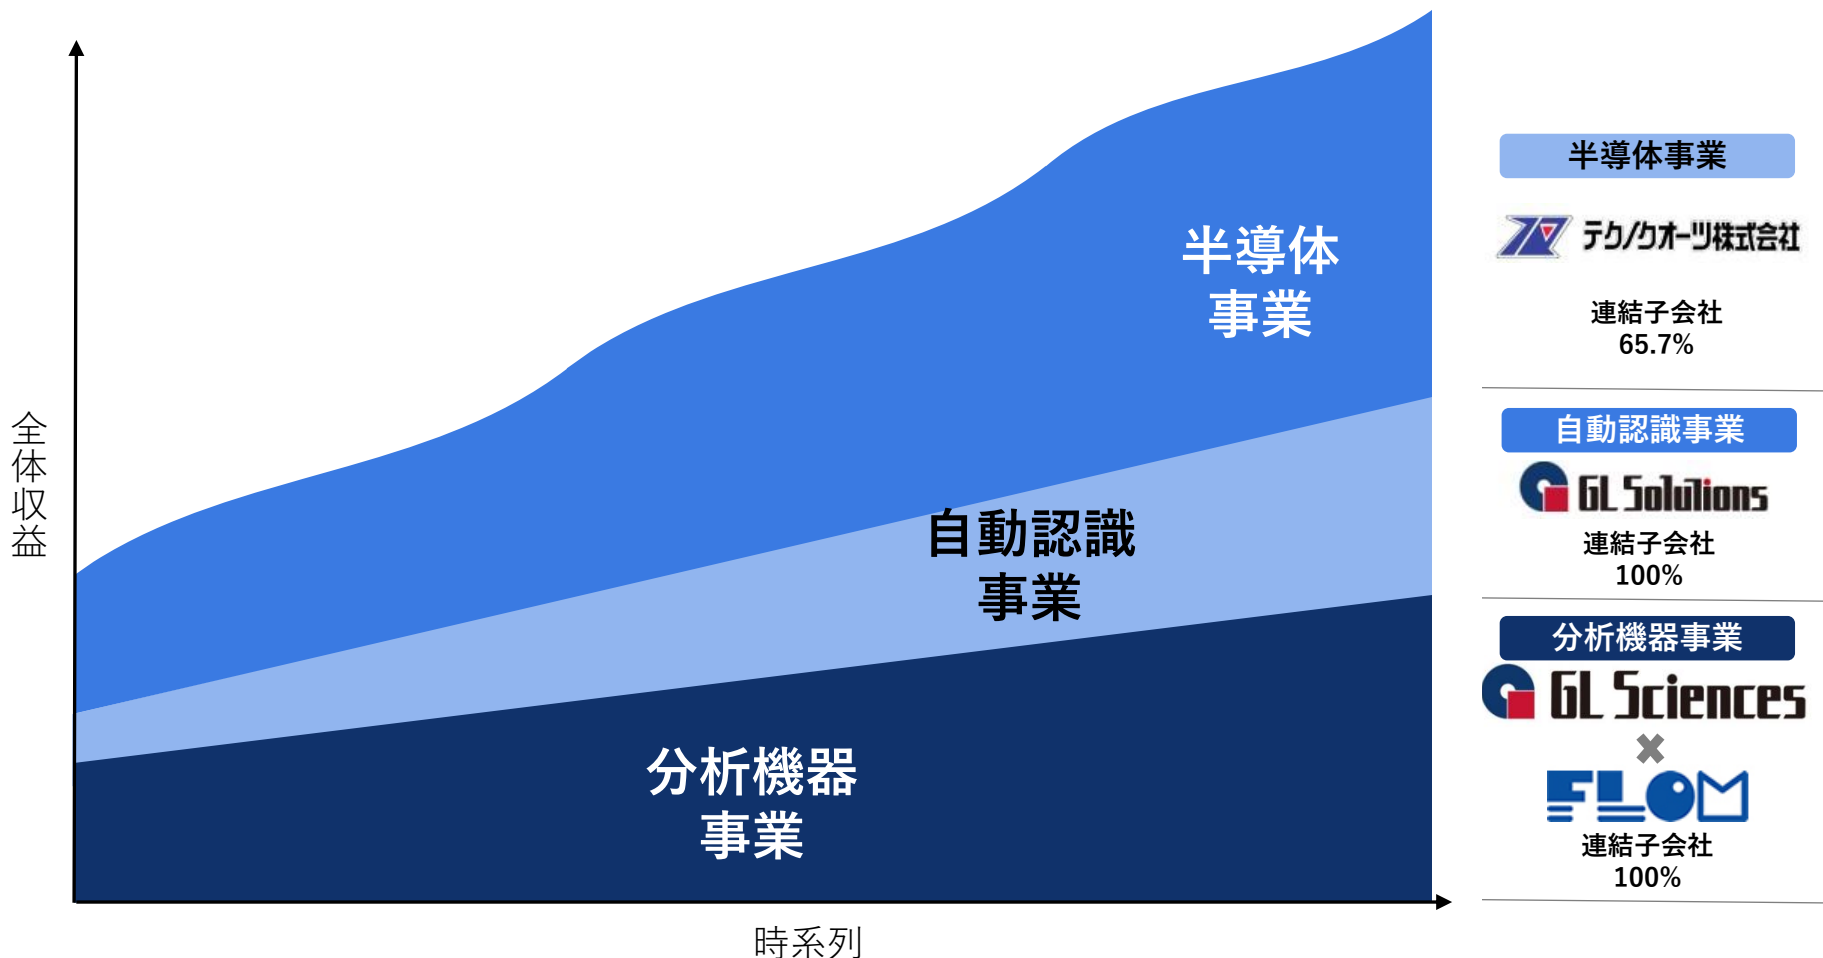 全体収益
半導体
事業
自動認識
事業
分析機器
事業
時系列
半導体事業
テクノクオーツ株式会社
連結子会社
65.7%
自動認識事業
GL Solutions
連結子会社
100%
分析機器事業
GL Sciences
FLOM
連結子会社
100%